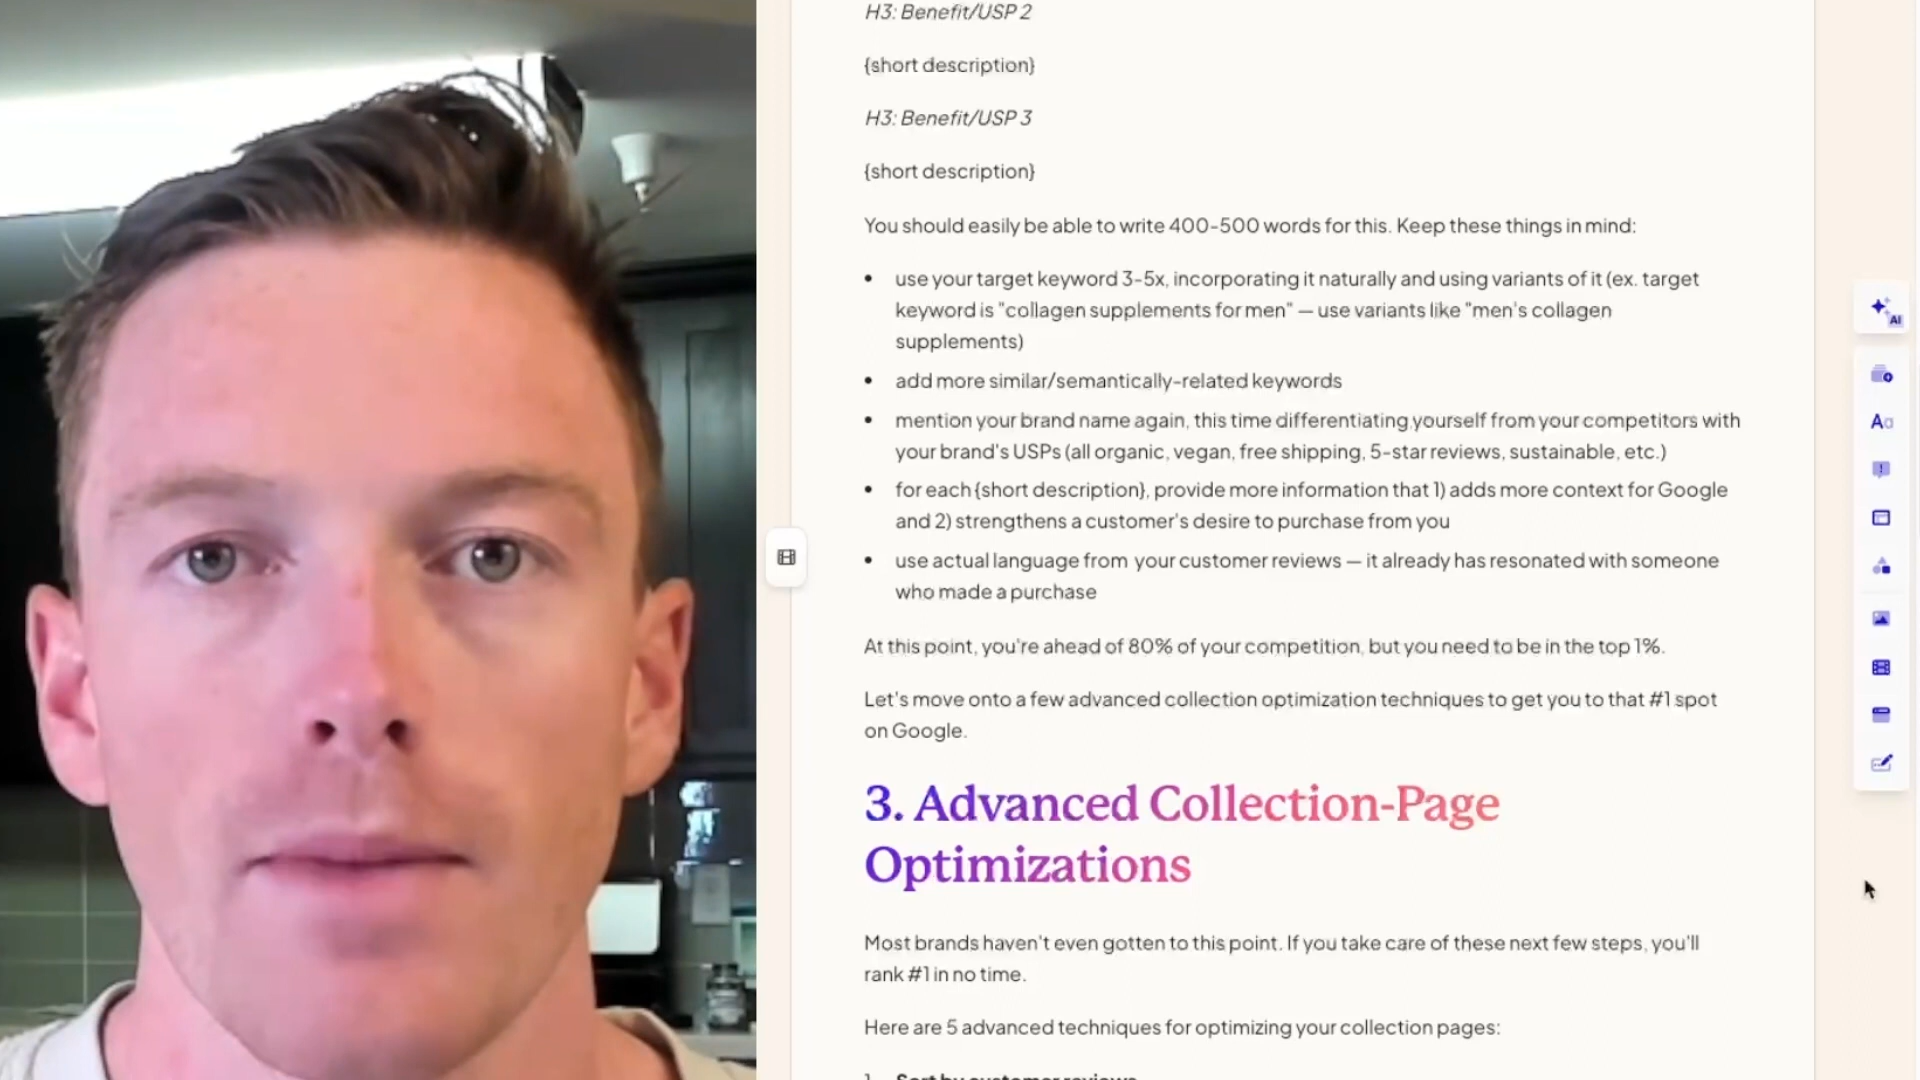 H3: Benefit/USP 2
{short description}
H3: Benefit/USP 3
{short description}
You should easily be able to write 400-500 words for this. Keep these things in mind:
• use your target keyword 3-5x, incorporating it naturally and using variants of it (ex. target
keyword is "collagen supplements for men" — use variants like "men's collagen
supplements)
• add more similar/semantically-related keywords
• mention your brand name again, this time differentiating yourself from your competitors with
your brand's USPs (all organic, vegan, free shipping, 5-star reviews, sustainable, etc.)
• for each {short description}, provide more information that 1) adds more context for Google
and 2) strengthens a customer's desire to purchase from you
• use actual language from your customer reviews — it already has resonated with someone
who made a purchase
At this point, you're ahead of 80% of your competition, but you need to be in the top 1%.
Let's move onto a few advanced collection optimization techniques to get you to that #1 spot
on Google.
3. Advanced Collection-Page
Optimizations
Most brands haven't even gotten to this point. If you take care of these next few steps, you'll
rank #1 in no time.
Here are 5 advanced techniques for optimizing your collection pages:
1. Sort by customer reviews
AI
Aa